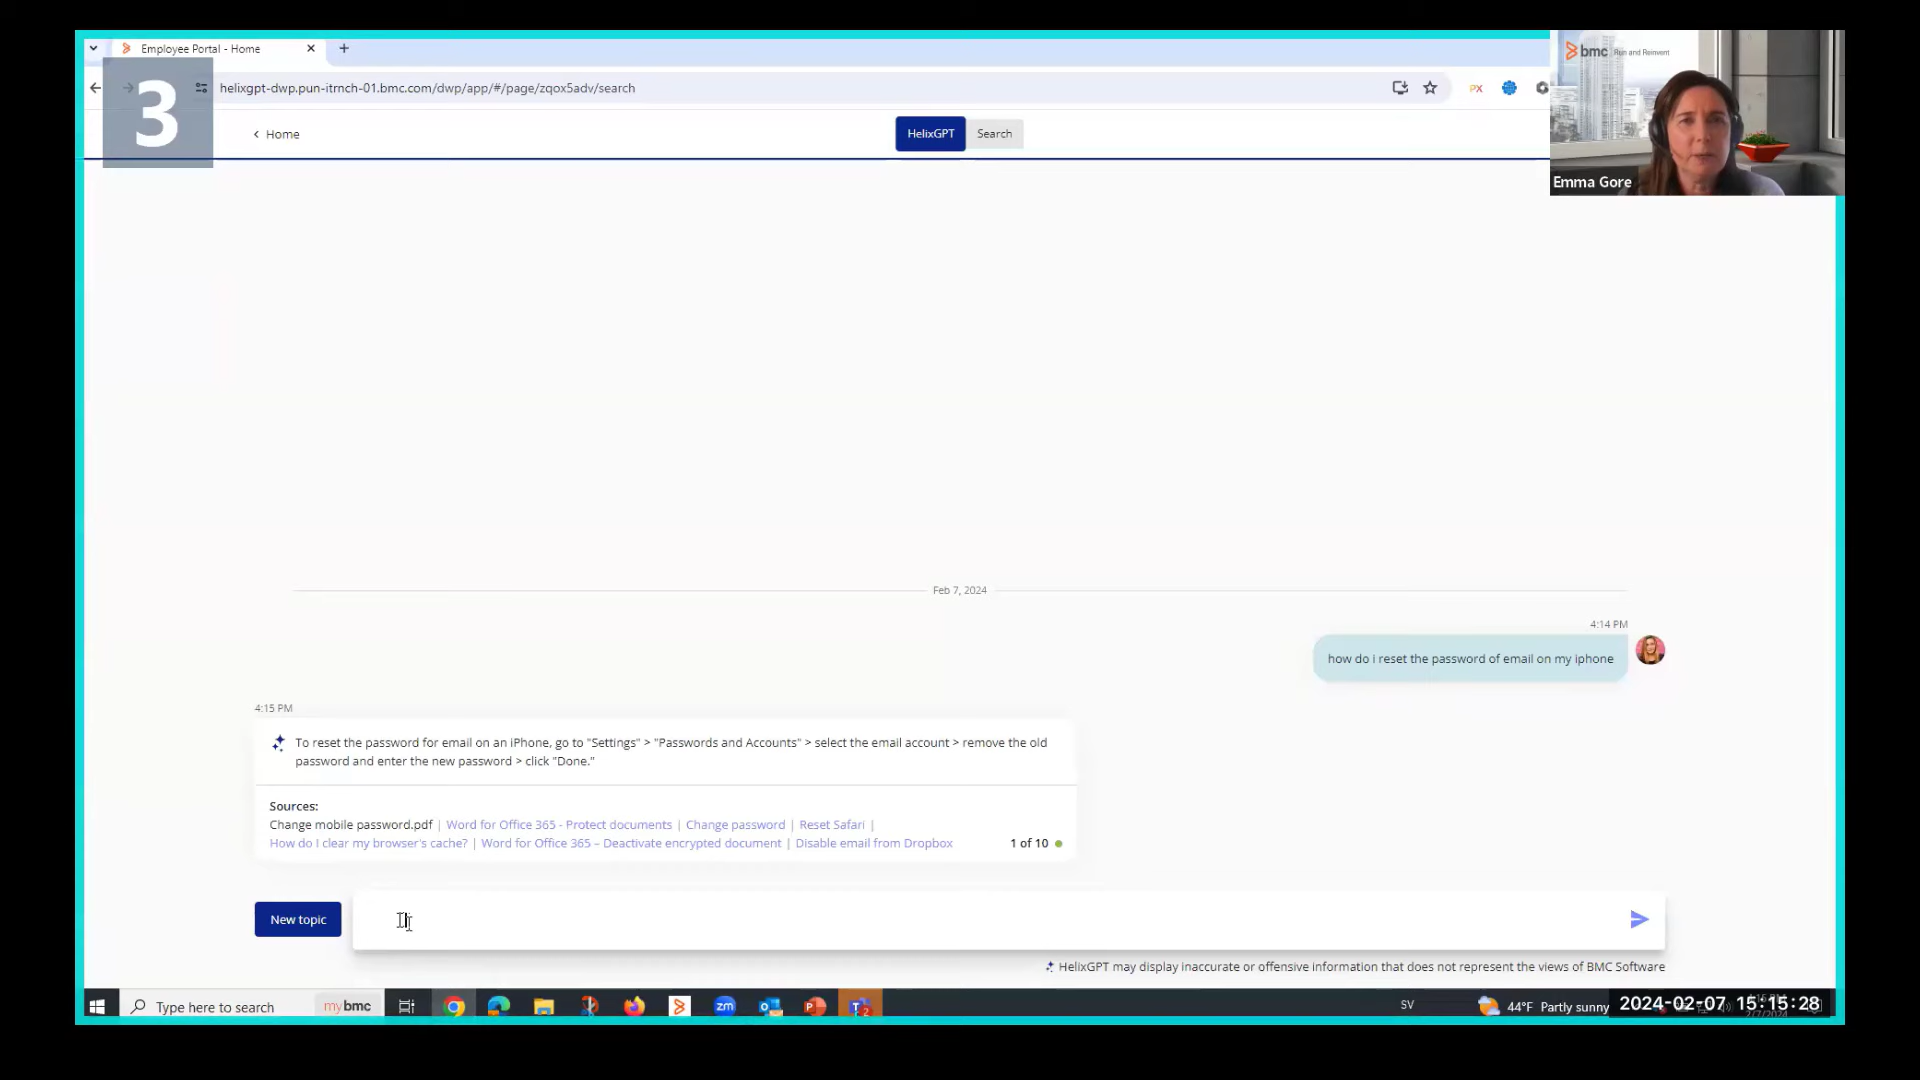 Employee Portal - Home
3
helixgpt-dwp.pun-itrnch-01.bmc.com/dwp/app/#/page/zqox5adv/search
PX
bmc Run and Reinvent
Home
HelixGPT
Search
Emma Gore
Feb 7, 2024
4:14 PM
how do i reset the password of email on my iphone
4:15 PM
To reset the password for email on an iPhone, go to "Settings" > "Passwords and Accounts" > select the email account > remove the old
password and enter the new password > click "Done."
Sources:
Change mobile password.pdf | Word for Office 365 - Protect documents | Change password | Reset Safari |
How do I clear my browser's cache? | Word for Office 365 – Deactivate encrypted document | Disable email from Dropbox
1 of 10
New topic
HelixGPT may display inaccurate or offensive information that does not represent the views of BMC Software
Type here to search
mybmc
zm
SV
44°F Partly sunny
2024-02-07 15:15:28